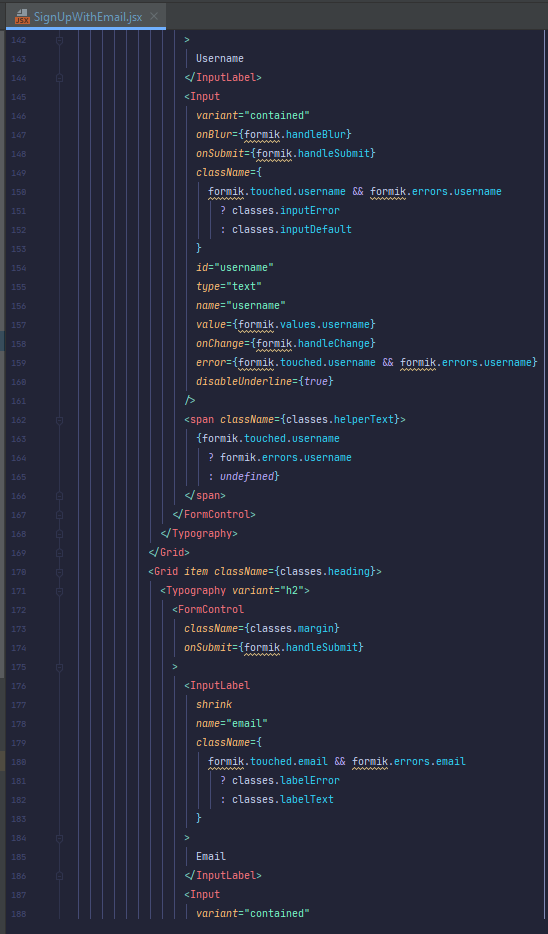 JSX SignUpWithEmail.jsx ×
142 >
143 Username
144 </InputLabel>
145 <Input
146 variant="contained"
147 onBlur={formik.handleBlur}
148 onSubmit={formik.handleSubmit}
149 className={
150 formik.touched.username && formik.errors.username
151 ? classes.inputError
152 : classes.inputDefault
153 }
154 id="username"
155 type="text"
156 name="username"
157 value={formik.values.username}
158 onChange={formik.handleChange}
159 error={formik.touched.username && formik.errors.username}
160 disableUnderline={true}
161 />
162 <span className={classes.helperText}>
163 {formik.touched.username
164 ? formik.errors.username
165 : undefined}
166 </span>
167 </FormControl>
168 </Typography>
169 </Grid>
170 <Grid item className={classes.heading}>
171 <Typography variant="h2">
172 <FormControl
173 className={classes.margin}
174 onSubmit={formik.handleSubmit}
175 >
176 <InputLabel
177 shrink
178 name="email"
179 className={
180 formik.touched.email && formik.errors.email
181 ? classes.labelError
182 : classes.labelText
183 }
184 >
185 Email
186 </InputLabel>
187 <Input
188 variant="contained"